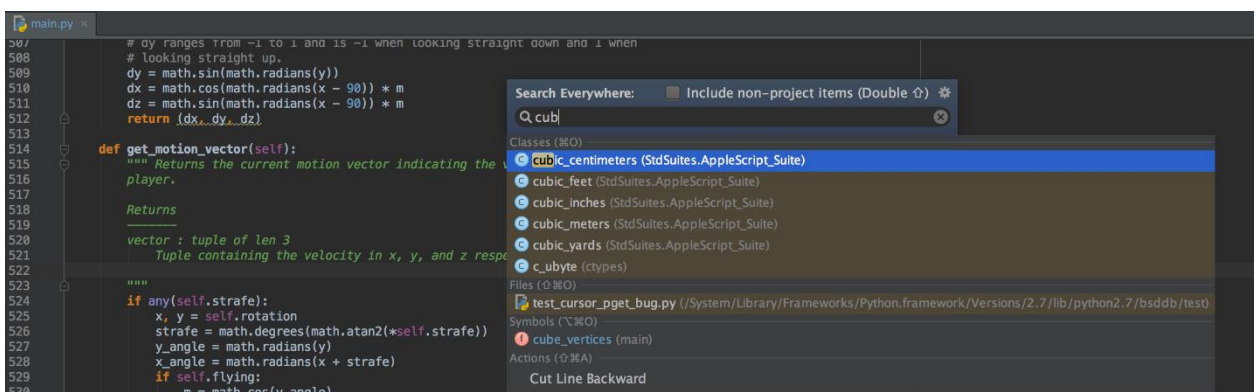 main.py ×
507 # dy ranges from -1 to 1 and is -1 when looking straight down and 1 when
508 # looking straight up.
509 dy = math.sin(math.radians(y))
510 dx = math.cos(math.radians(x - 90)) * m
511 dz = math.sin(math.radians(x - 90)) * m
512 return (dx, dy, dz)
513
514 def get_motion_vector(self):
515 """ Returns the current motion vector indicating the v
516 player.
517
518 Returns
519 -------
520 vector : tuple of len 3
521 Tuple containing the velocity in x, y, and z respe
522
523 """
524 if any(self.strafe):
525 x, y = self.rotation
526 strafe = math.degrees(math.atan2(*self.strafe))
527 y_angle = math.radians(y)
528 x_angle = math.radians(x + strafe)
529 if self.flying:
530 m = math.cos(y_angle)
Search Everywhere: Include non-project items (Double ⇧)
cub
Classes (⌘O)
cubic_centimeters (StdSuites.AppleScript_Suite)
cubic_feet (StdSuites.AppleScript_Suite)
cubic_inches (StdSuites.AppleScript_Suite)
cubic_meters (StdSuites.AppleScript_Suite)
cubic_yards (StdSuites.AppleScript_Suite)
c_ubyte (ctypes)
Files (⇧⌘O)
test_cursor_pget_bug.py (/System/Library/Frameworks/Python.framework/Versions/2.7/lib/python2.7/bsddb/test)
Symbols (⌥⌘O)
cube_vertices (main)
Actions (⇧⌘A)
Cut Line Backward